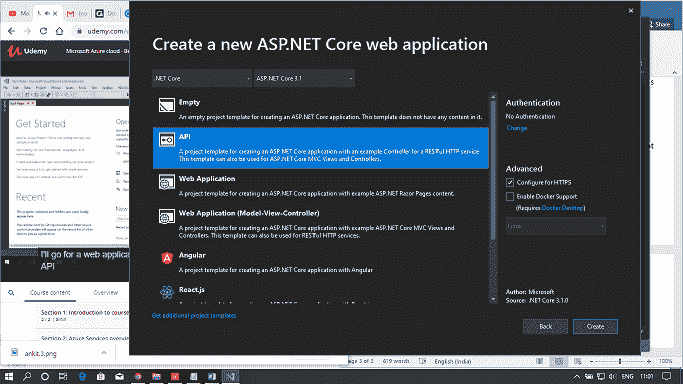 udemy.com/
Udemy
Microsoft Azure cloud - Be
Get Started
Recent
I'll go for a web applica
API
Course content
Overview
Section 1: Introduction to course
Section 2: Azure Services overview
ankit.3.png
Create a new ASP.NET Core web application
.NET Core
ASP.NET Core 3.1
Empty
An empty project template for creating an ASP.NET Core application. This template does not have any content in it.
API
A project template for creating an ASP.NET Core application with an example Controller for a RESTful HTTP service.
This template can also be used for ASP.NET Core MVC Views and Controllers.
Web Application
A project template for creating an ASP.NET Core application with example ASP.NET Razor Pages content.
Web Application (Model-View-Controller)
A project template for creating an ASP.NET Core application with example ASP.NET Core MVC Views and
Controllers. This template can also be used for RESTful HTTP services.
Angular
A project template for creating an ASP.NET Core application with Angular
React.js
Get additional project templates
Authentication
No Authentication
Change
Advanced
Configure for HTTPS
Enable Docker Support
(Requires Docker Desktop)
Linux
Author: Microsoft
Source: .NET Core 3.1.0
Back
Create
Share
619 words
English (India)
100%
ENG
11:01